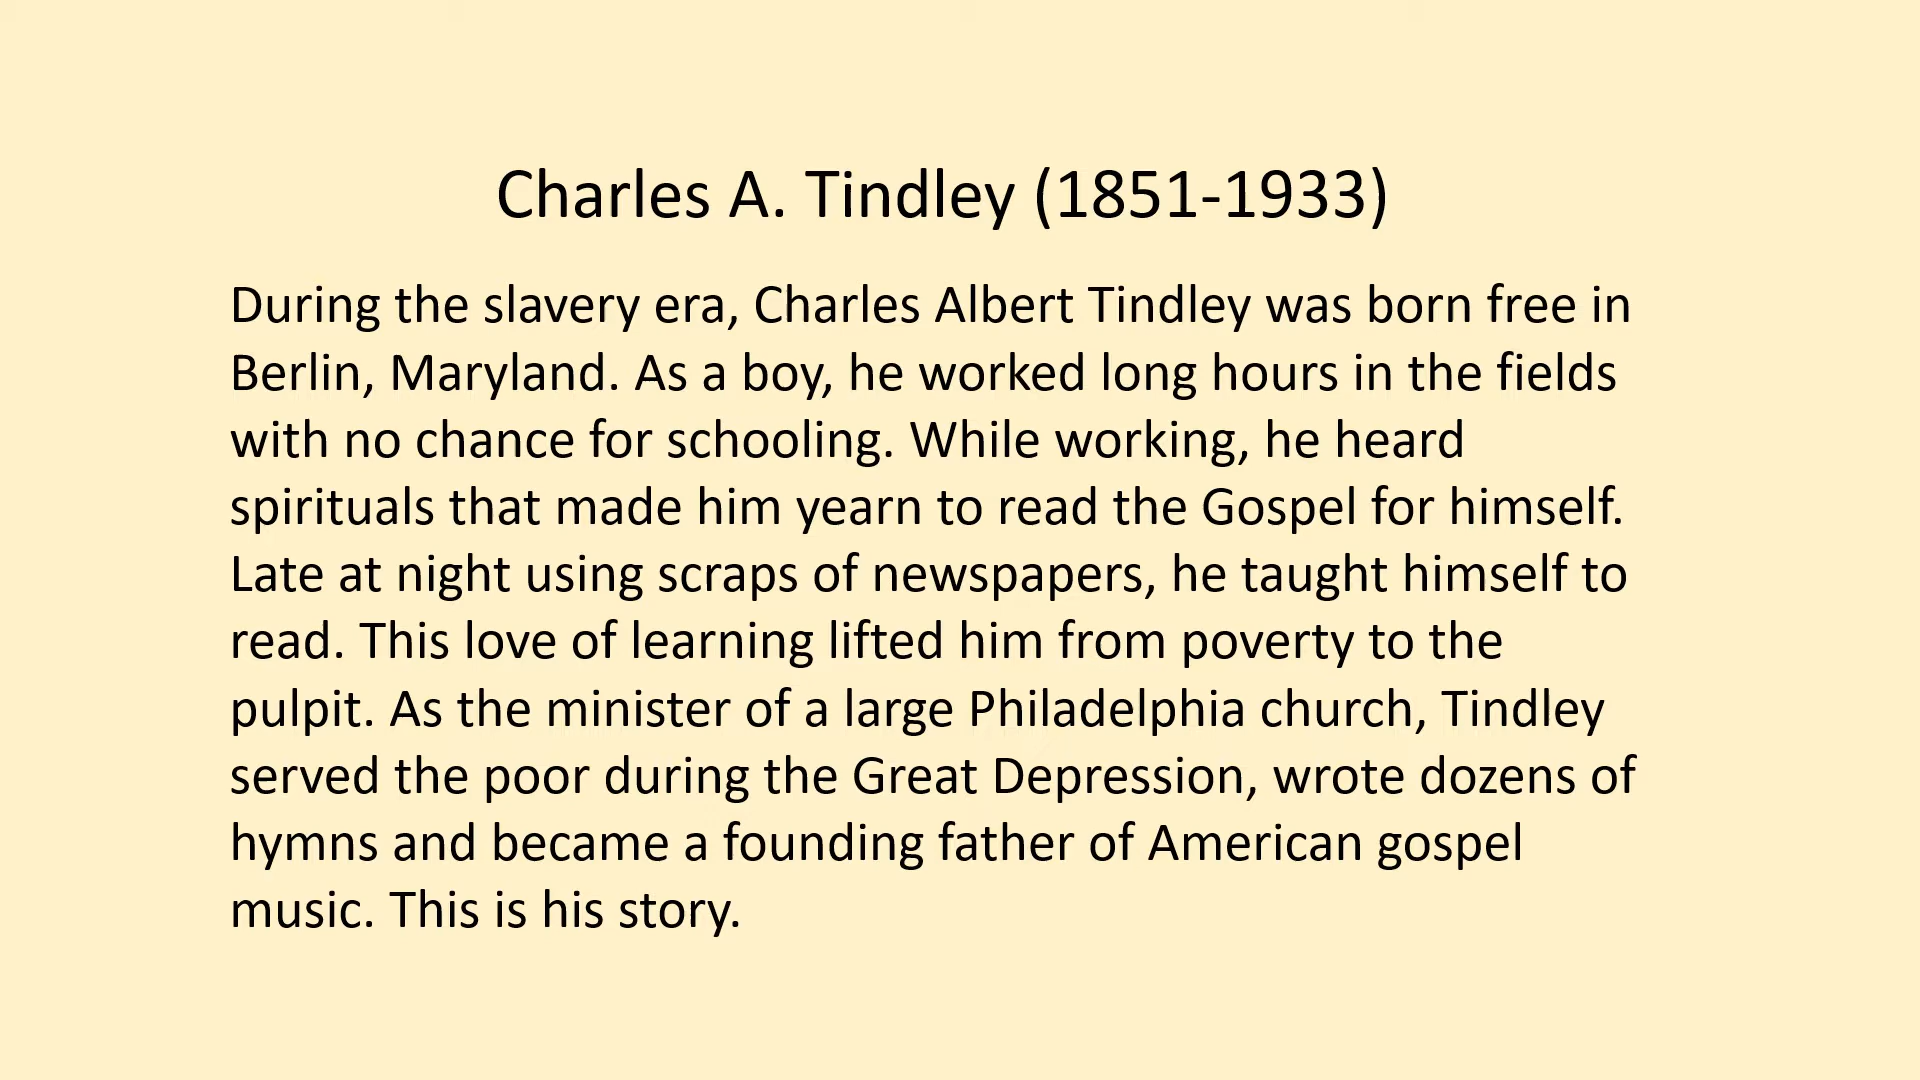 Charles A. Tindley (1851-1933)
During the slavery era, Charles Albert Tindley was born free in
Berlin, Maryland. As a boy, he worked long hours in the fields
with no chance for schooling. While working, he heard
spirituals that made him yearn to read the Gospel for himself.
Late at night using scraps of newspapers, he taught himself to
read. This love of learning lifted him from poverty to the
pulpit. As the minister of a large Philadelphia church, Tindley
served the poor during the Great Depression, wrote dozens of
hymns and became a founding father of American gospel
music. This is his story.